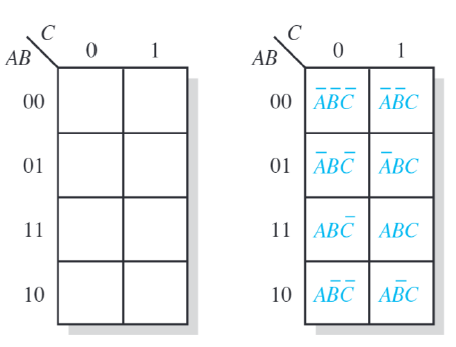 C C
AB 0 1 AB 0 1
00 00 A̅B̅C̅ A̅B̅C
01 01 A̅BC̅ A̅BC
11 11 ABC̅ ABC
10 10 AB̅C̅ AB̅C